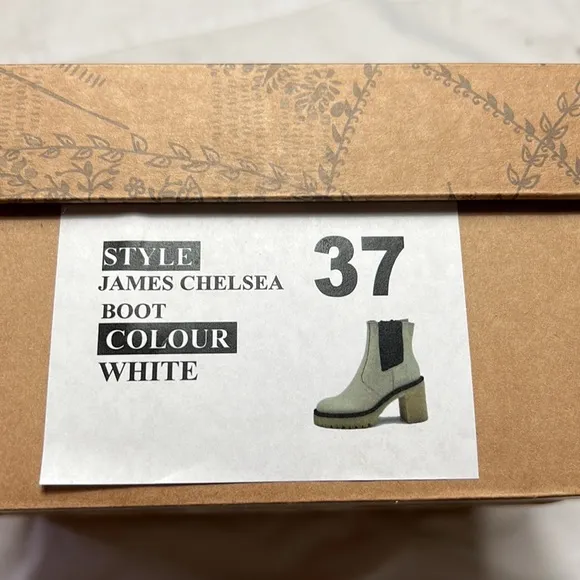 STYLE
37
JAMES CHELSEA
BOOT
COLOUR
WHITE